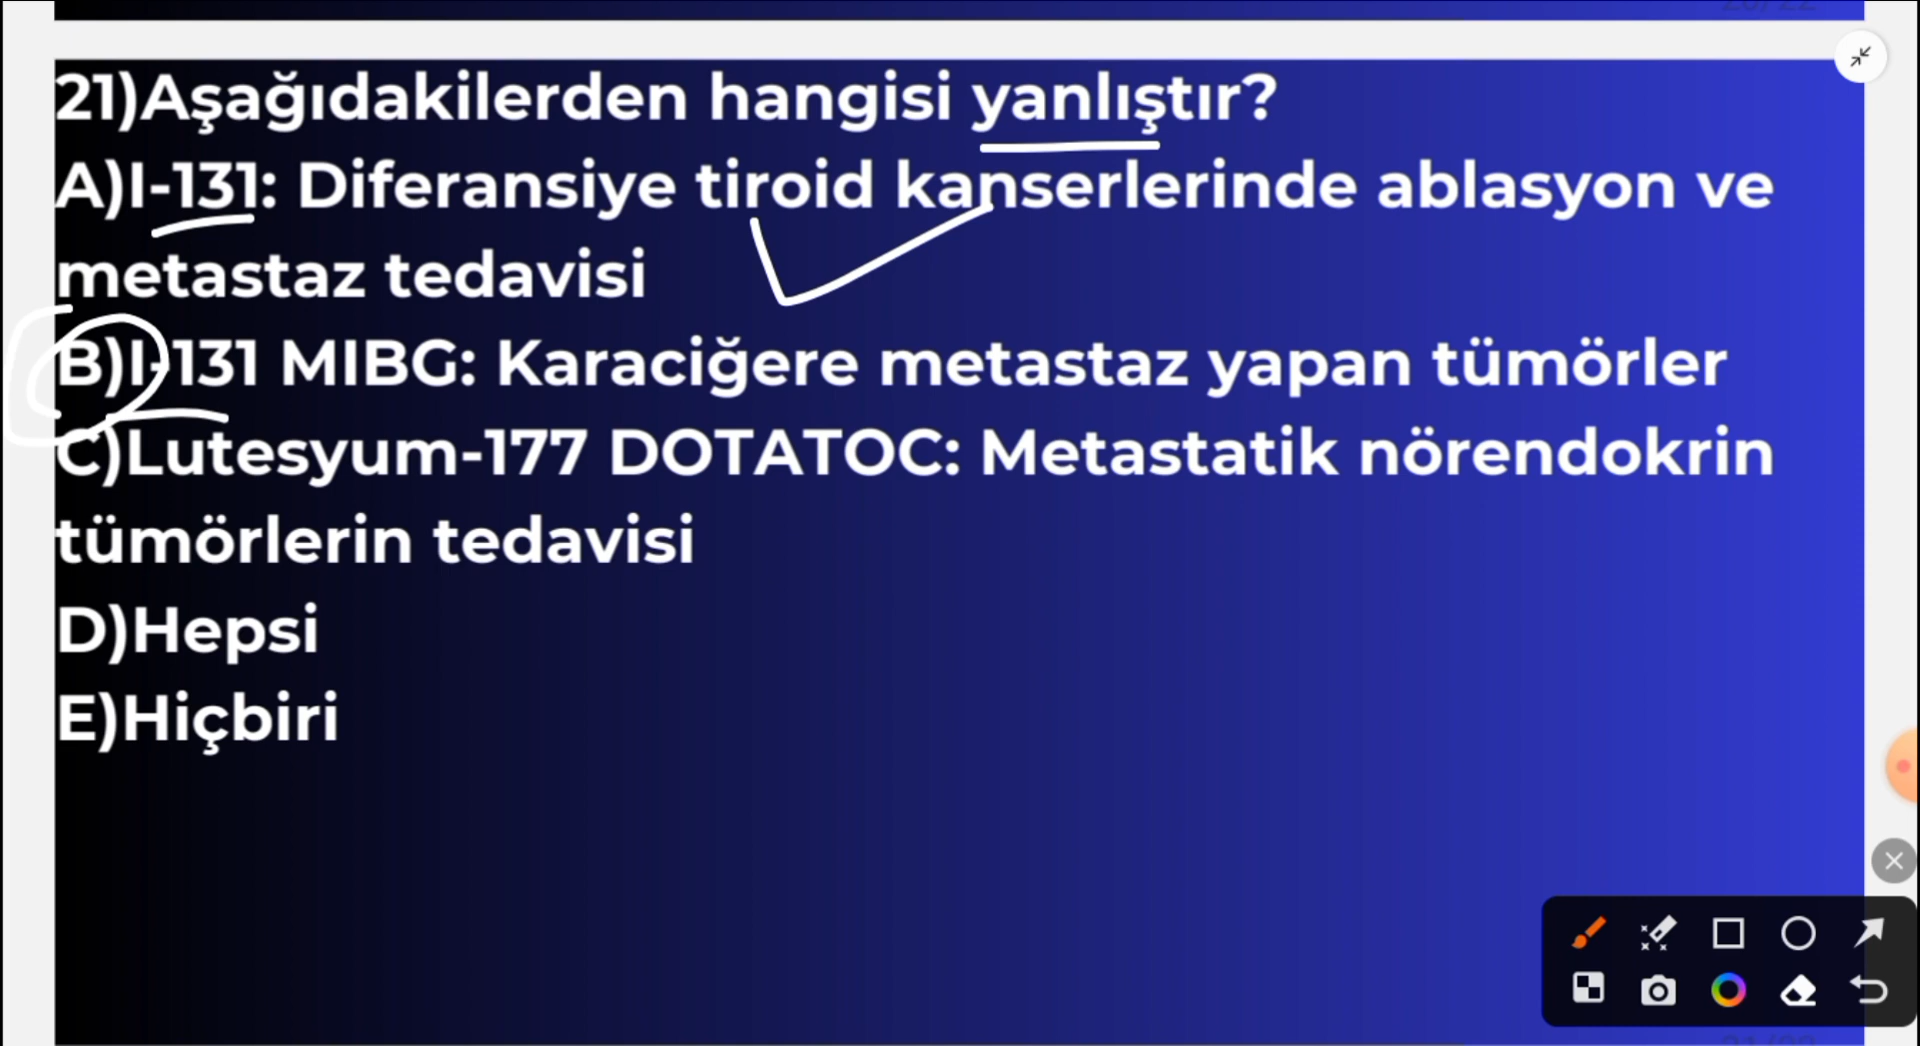 21)Aşağıdakilerden hangisi yanlıştır?
A)I-131: Diferansiye tiroid kanserlerinde ablasyon ve
metastaz tedavisi
B)I-131 MIBG: Karaciğere metastaz yapan tümörler
C)Lutesyum-177 DOTATOC: Metastatik nörendokrin
tümörlerin tedavisi
D)Hepsi
E)Hiçbiri